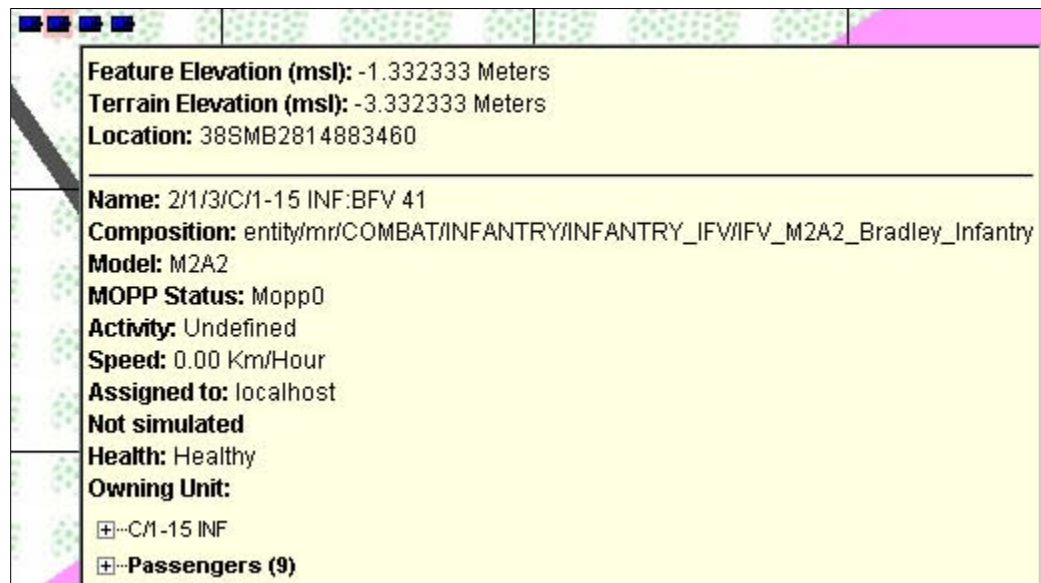 Feature Elevation (msl): -1.332333 Meters
Terrain Elevation (msl): -3.332333 Meters
Location: 38SMB2814883460
Name: 2/1/3/C/1-15 INF:BFV 41
Composition: entity/mr/COMBAT/INFANTRY/INFANTRY_IFV/IFV_M2A2_Bradley_Infantry
Model: M2A2
MOPP Status: Mopp0
Activity: Undefined
Speed: 0.00 Km/Hour
Assigned to: localhost
Not simulated
Health: Healthy
Owning Unit:
C/1-15 INF
Passengers (9)